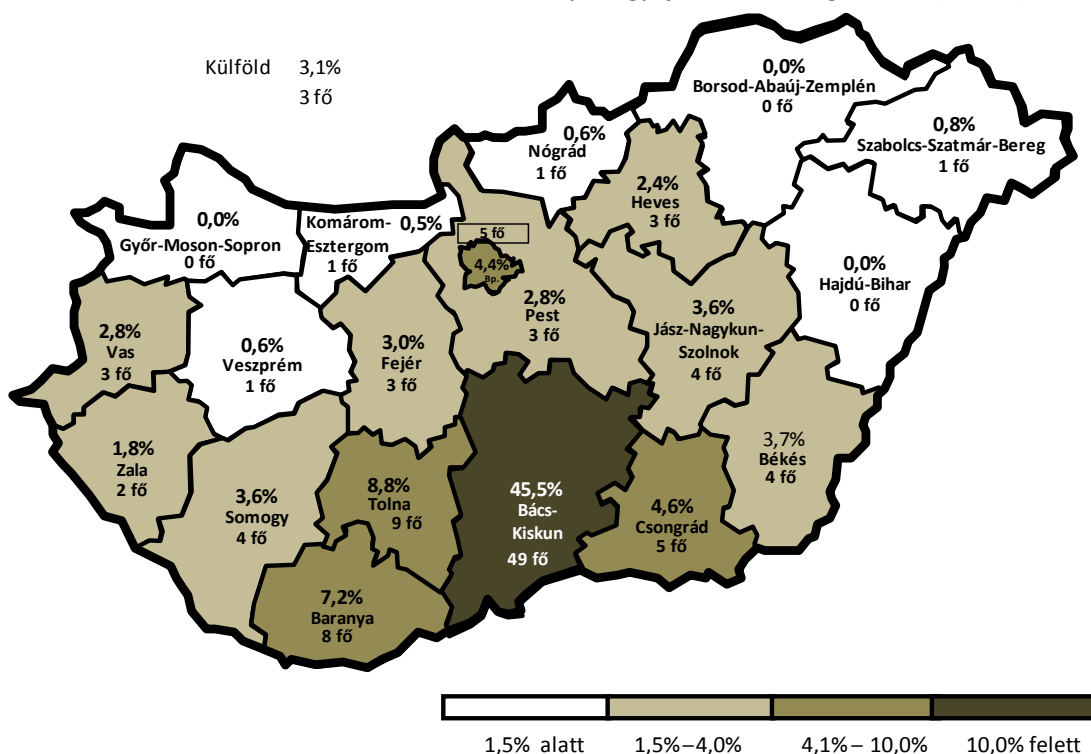 Külföld 3,1%
3 fő
0,0%
Borsod-Abaúj-Zemplén
0 fő
0,6%
Nógrád
1 fő
0,8%
Szabolcs-Szatmár-Bereg
1 fő
2,4%
Heves
3 fő
0,0%
Győr-Moson-Sopron
0 fő
Komárom- 0,5%
Esztergom
1 fő
5 fő
4,4%
Bp.
0,0%
Hajdú-Bihar
0 fő
2,8%
Vas
3 fő
0,6%
Veszprém
1 fő
3,0%
Fejér
3 fő
2,8%
Pest
3 fő
3,6%
Jász-Nagykun-
Szolnok
4 fő
1,8%
Zala
2 fő
3,6%
Somogy
4 fő
8,8%
Tolna
9 fő
45,5%
Bács-
Kiskun
49 fő
4,6%
Csongrád
5 fő
3,7%
Békés
4 fő
7,2%
Baranya
8 fő
1,5% alatt 1,5%–4,0% 4,1%– 10,0% 10,0% felett